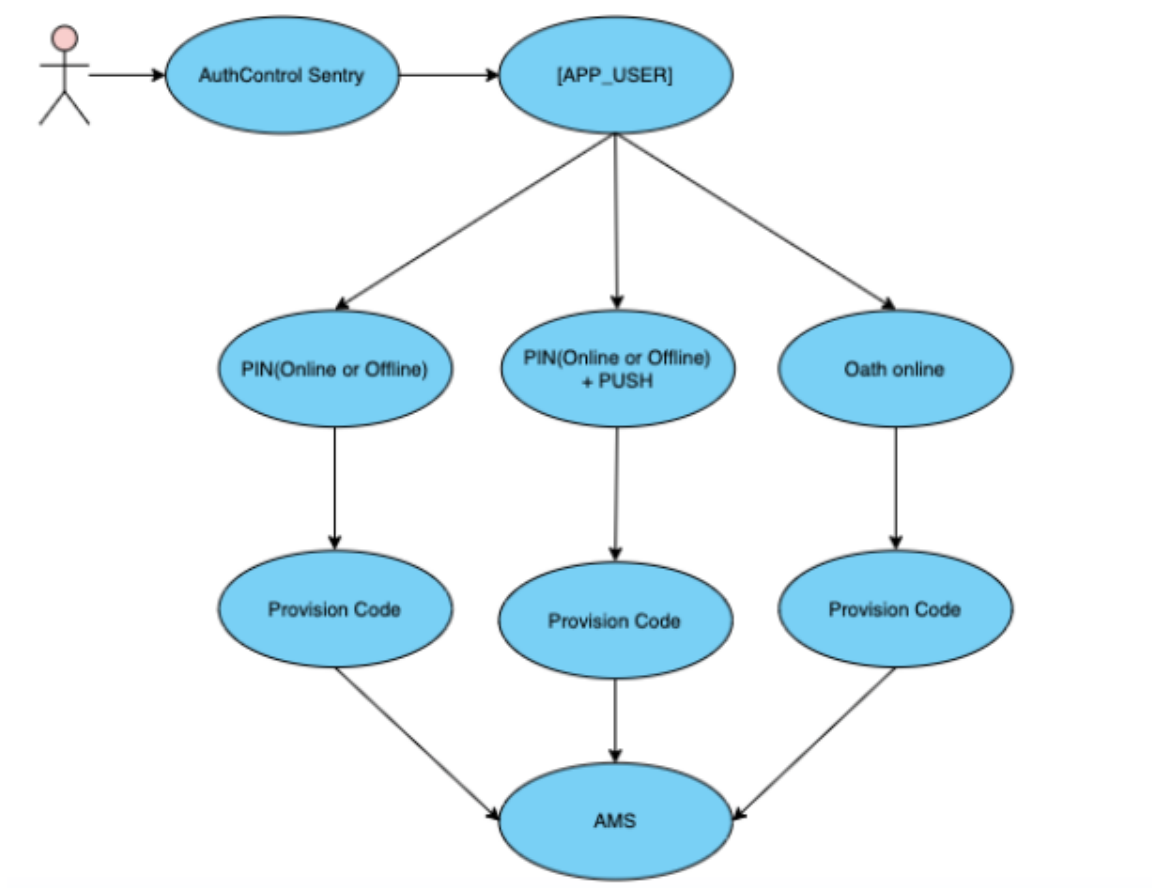 AuthControl Sentry
[APP_USER]
PIN(Online or Offline)
PIN(Online or Offline)
+ PUSH
Oath online
Provision Code
Provision Code
Provision Code
AMS